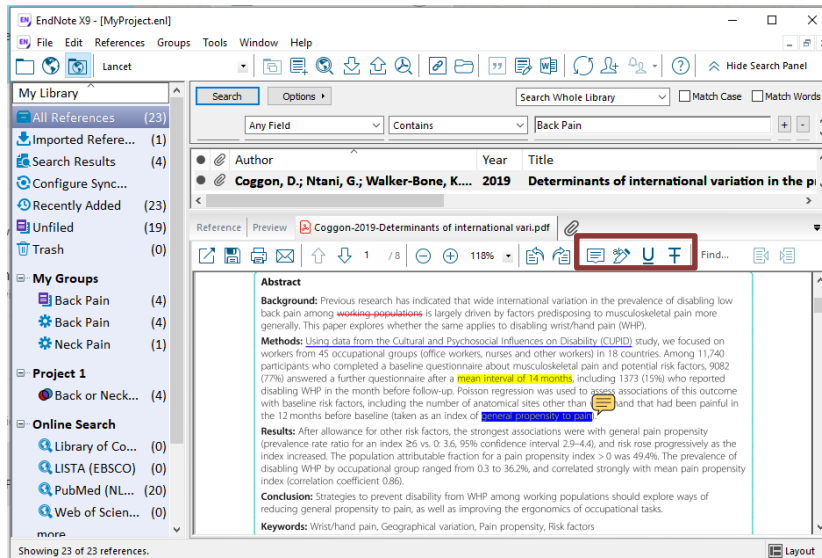 EndNote X9 - [MyProject.enl]
File Edit References Groups Tools Window Help
Lancet
Hide Search Panel
My Library
All References (23)
Imported Refere... (1)
Search Results (4)
Configure Sync...
Recently Added (23)
Unfiled (19)
Trash (0)
My Groups
Back Pain (4)
Back Pain (4)
Neck Pain (1)
Project 1
Back or Neck... (4)
Online Search
Library of Co... (0)
LISTA (EBSCO) (0)
PubMed (NL... (20)
Web of Scien... (0)
more
Search Options Search Whole Library Match Case Match Words
Any Field Contains Back Pain + -
Author Year Title
Coggon, D.; Ntani, G.; Walker-Bone, K.... 2019 Determinants of international variation in the
Reference Preview Coggon-2019-Determinants of international vari.pdf
1 / 8 118% Find...
Abstract
Background: Previous research has indicated that wide international variation in the prevalence of disabling low
back pain among working populations is largely driven by factors predisposing to musculoskeletal pain more
generally. This paper explores whether the same applies to disabling wrist/hand pain (WHP).
Methods: Using data from the Cultural and Psychosocial Influences on Disability (CUPID) study, we focused on
workers from 45 occupational groups (office workers, nurses and other workers) in 18 countries. Among 11,740
participants who completed a baseline questionnaire about musculoskeletal pain and potential risk factors, 9082
(77%) answered a further questionnaire after a mean interval of 14 months, including 1373 (15%) who reported
disabling WHP in the month before follow-up. Poisson regression was used to assess associations of this outcome
with baseline risk factors, including the number of anatomical sites other than and that had been painful in
the 12 months before baseline (taken as an index of general propensity to pain).
Results: After allowance for other risk factors, the strongest associations were with general pain propensity
(prevalence rate ratio for an index ≥6 vs. 0: 3.6, 95% confidence interval 2.9–4.4), and risk rose progressively as the
index increased. The population attributable fraction for a pain propensity index > 0 was 49.4%. The prevalence of
disabling WHP by occupational group ranged from 0.3 to 36.2%, and correlated strongly with mean pain propensity
index (correlation coefficient 0.86).
Conclusion: Strategies to prevent disability from WHP among working populations should explore ways of
reducing general propensity to pain, as well as improving the ergonomics of occupational tasks.
Keywords: Wrist/hand pain, Geographical variation, Pain propensity, Risk factors
Showing 23 of 23 references.
Layout